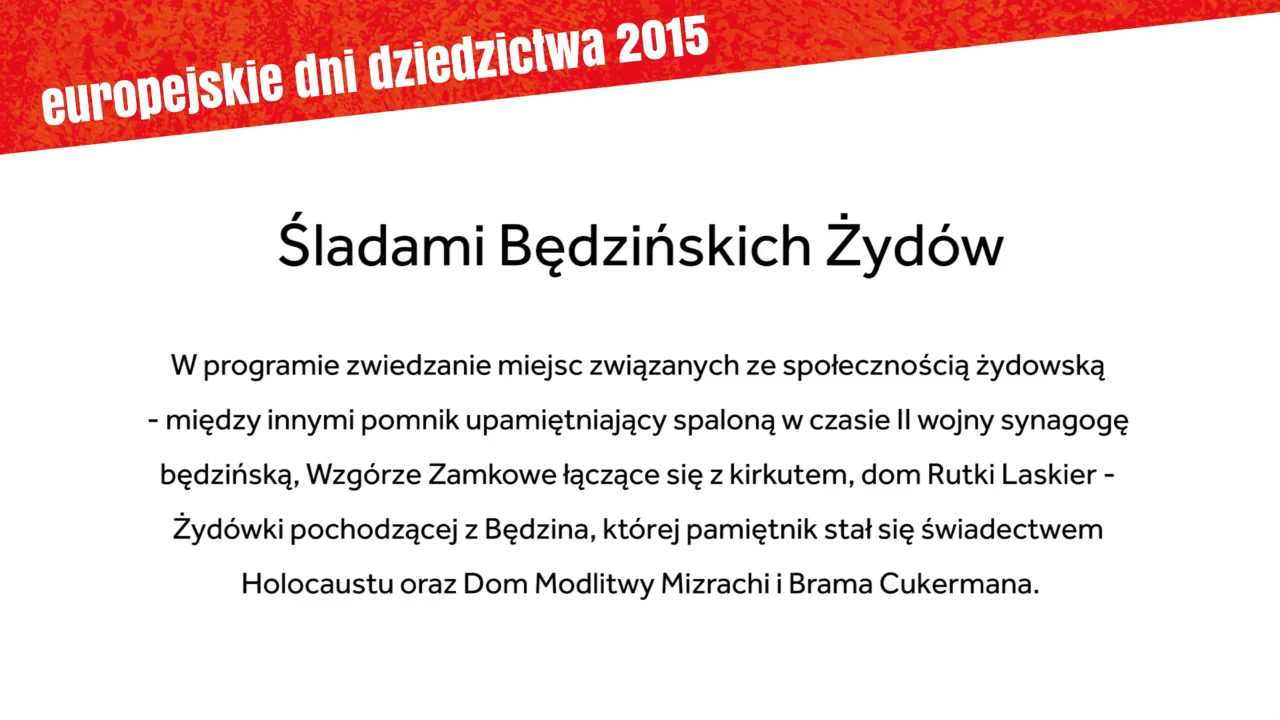 europejskie dni dziedzictwa 2015
Śladami Będzińskich Żydów
W programie zwiedzanie miejsc związanych ze społecznością żydowską
- między innymi pomnik upamiętniający spaloną w czasie II wojny synagogę
będzińską, Wzgórze Zamkowe łączące się z kirkutem, dom Rutki Laskier -
Żydówki pochodzącej z Będzina, której pamiętnik stał się świadectwem
Holocaustu oraz Dom Modlitwy Mizrachi i Brama Cukermana.